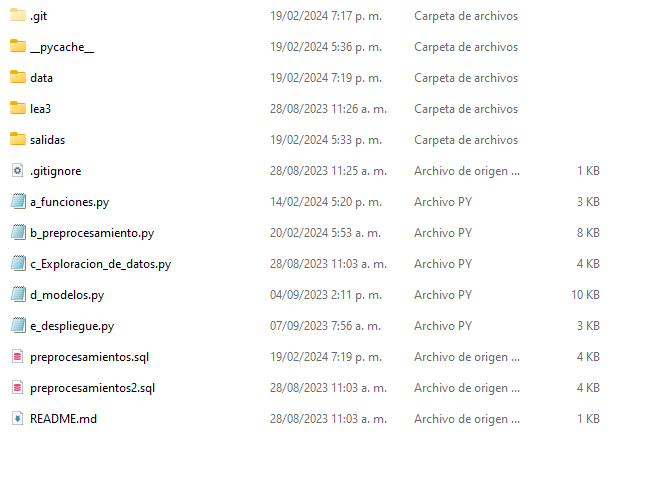 .git 19/02/2024 7:17 p. m. Carpeta de archivos
__pycache__ 19/02/2024 5:36 p. m. Carpeta de archivos
data 19/02/2024 7:19 p. m. Carpeta de archivos
lea3 28/08/2023 11:26 a. m. Carpeta de archivos
salidas 19/02/2024 5:33 p. m. Carpeta de archivos
.gitignore 28/08/2023 11:25 a. m. Archivo de origen ... 1 KB
a_funciones.py 14/02/2024 5:20 p. m. Archivo PY 3 KB
b_preprocesamiento.py 20/02/2024 5:53 a. m. Archivo PY 8 KB
c_Exploracion_de_datos.py 28/08/2023 11:03 a. m. Archivo PY 4 KB
d_modelos.py 04/09/2023 2:11 p. m. Archivo PY 10 KB
e_despliegue.py 07/09/2023 7:56 a. m. Archivo PY 3 KB
preprocesamientos.sql 19/02/2024 7:19 p. m. Archivo de origen ... 4 KB
preprocesamientos2.sql 28/08/2023 11:03 a. m. Archivo de origen ... 4 KB
README.md 28/08/2023 11:03 a. m. Archivo de origen ... 1 KB